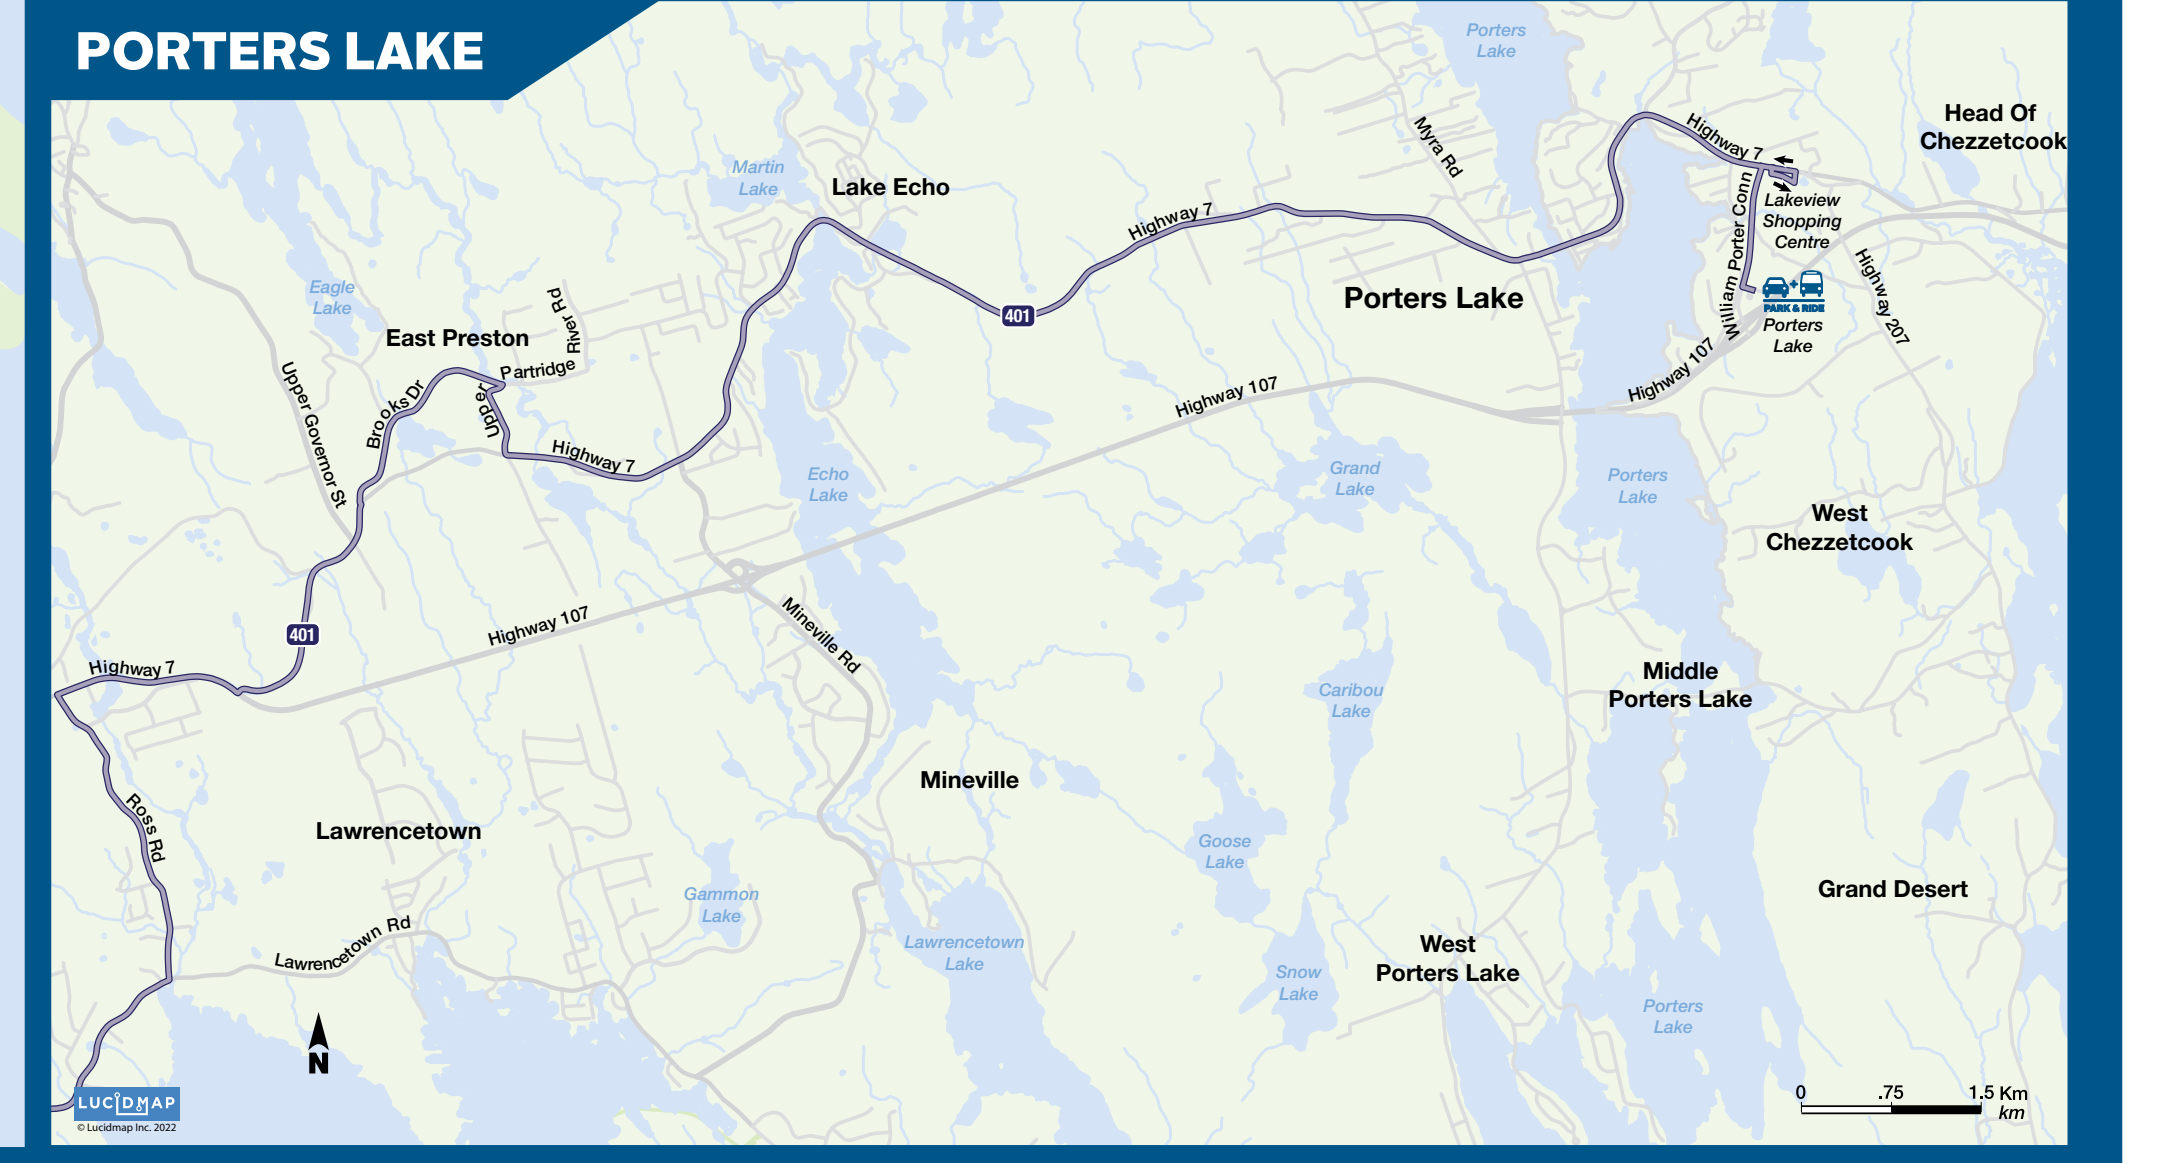 PORTERS LAKE
Porters
Lake
Head Of
Chezzetcook
Highway 7
Myra Rd
Martin
Lake
Lake Echo
Lakeview
Shopping
Centre
William Porter Conn
Highway 7
Highway 207
Eagle
Lake
River Rd
Porters Lake
PARK & RIDE
Porters
Lake
401
East Preston
Partridge
Upper
Brooks Dr
Upper Governor St
Highway 107
Highway 107
Highway 7
Echo
Lake
Grand
Lake
Porters
Lake
West
Chezzetcook
Highway 107
Mineville Rd
401
Highway 7
Caribou
Lake
Middle
Porters Lake
Mineville
Ross Rd
Lawrencetown
Goose
Lake
Gammon
Lake
Grand Desert
Lawrencetown Rd
Lawrencetown
Lake
West
Porters Lake
Snow
Lake
Porters
Lake
N
0 .75 1.5 Km
km
LUCIDMAP
© Lucidmap Inc. 2022